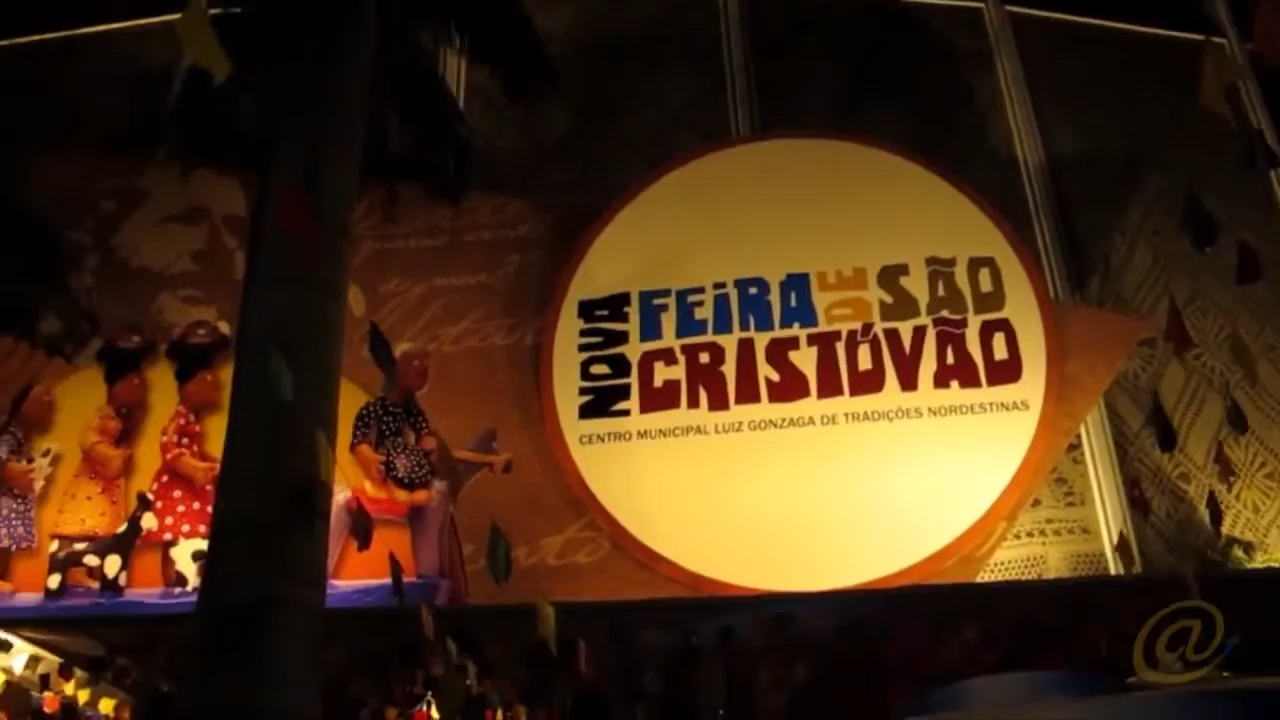 NOVA
FEIRA DE SÃO
CRISTÓVÃO
CENTRO MUNICIPAL LUIZ GONZAGA DE TRADIÇÕES NORDESTINAS
@